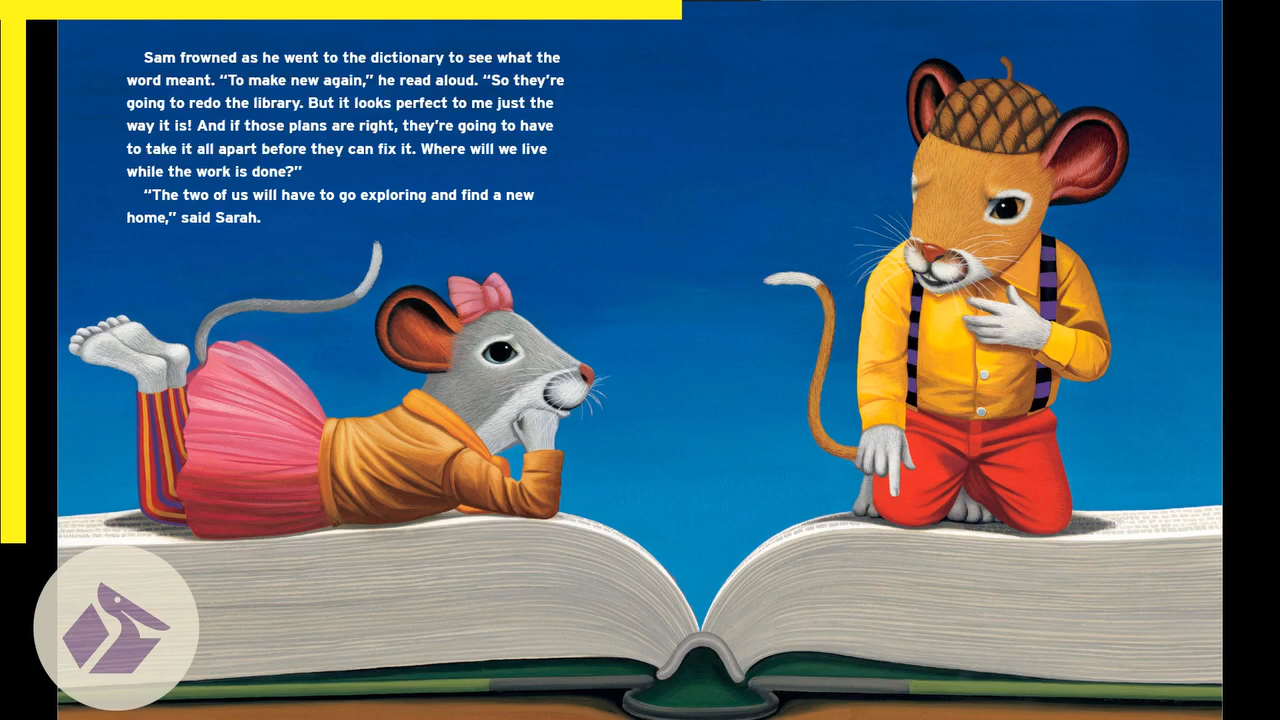 Sam frowned as he went to the dictionary to see what the
word meant. “To make new again,” he read aloud. “So they’re
going to redo the library. But it looks perfect to me just the
way it is! And if those plans are right, they’re going to have
to take it all apart before they can fix it. Where will we live
while the work is done?”
“The two of us will have to go exploring and find a new
home,” said Sarah.